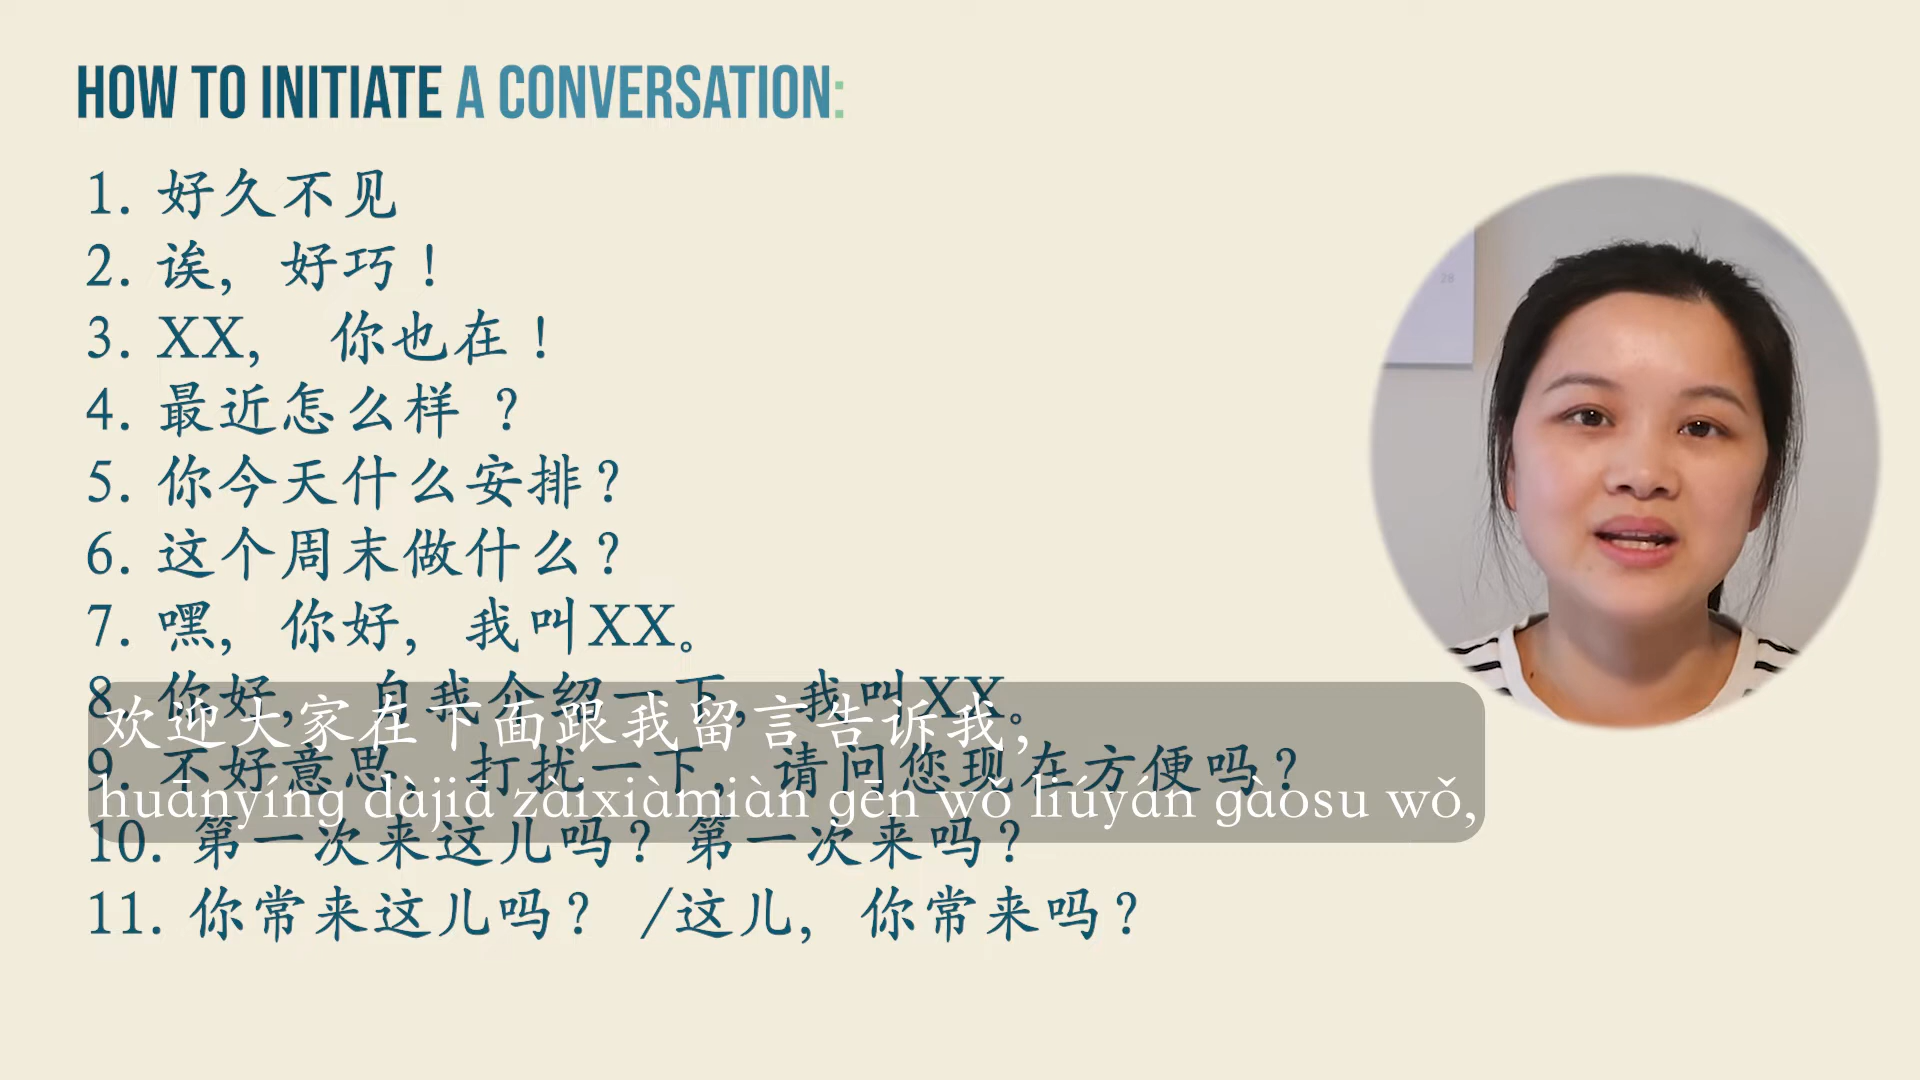 HOW TO INITIATE A CONVERSATION:
1. 好久不见
2. 诶，好巧！
3. XX， 你也在！
4. 最近怎么样 ？
5. 你今天什么安排？
6. 这个周末做什么？
7. 嘿，你好，我叫XX。
8. 你好， 自我介绍一下，我叫XX。
欢迎大家在下面跟我留言告诉我，
9. 不好意思，打扰一下，请问您现在方便吗？
huānyíng dàjiā zàixiàmiàn gēn wǒ liúyán gàosu wǒ,
10. 第一次来这儿吗？第一次来吗？
11. 你常来这儿吗？ /这儿，你常来吗？